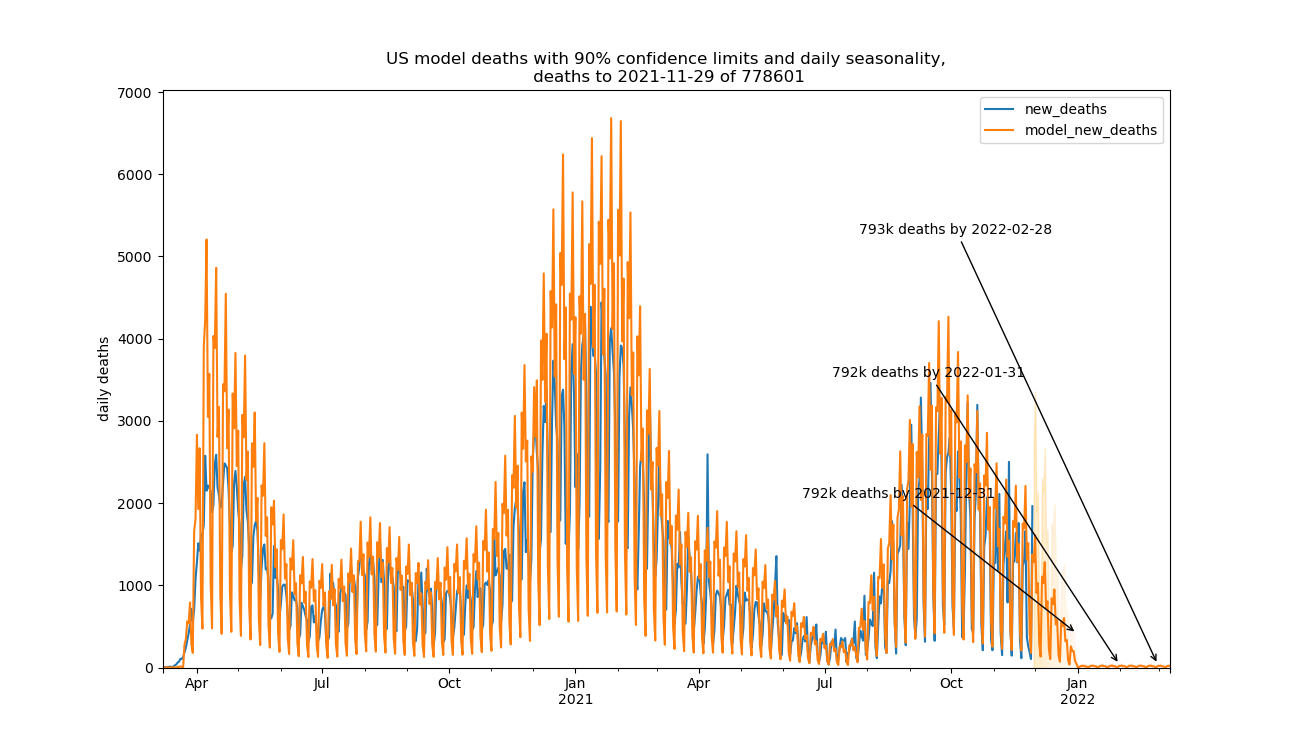 US model deaths with 90% confidence limits and daily seasonality,
deaths to 2021-11-29 of 778601
new_deaths
model_new_deaths
daily deaths
7000
6000
5000
4000
3000
2000
1000
0
793k deaths by 2022-02-28
792k deaths by 2022-01-31
792k deaths by 2021-12-31
Apr
Jul
Oct
Jan
2021
Apr
Jul
Oct
Jan
2022